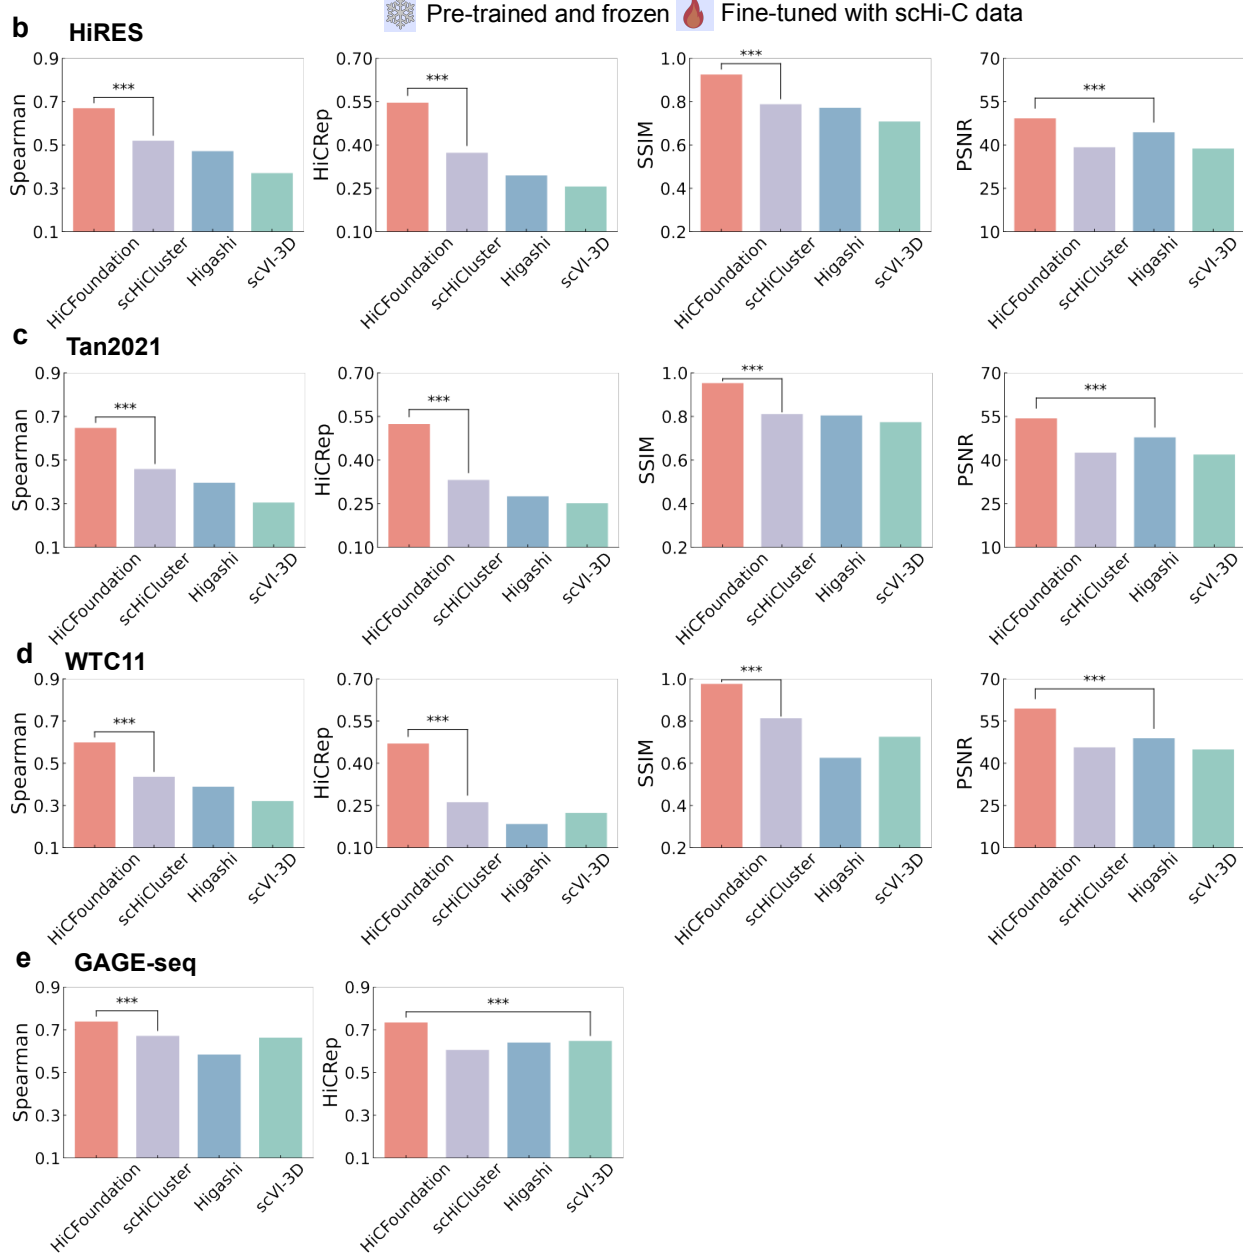 Pre-trained and frozen Fine-tuned with scHi-C data
b HiRES
Spearman
0.9
0.7
0.5
0.3
0.1
***
HiCFoundation
scHiCluster
Higashi
scVI-3D
HiCRep
0.70
0.55
0.40
0.25
0.10
***
HiCFoundation
scHiCluster
Higashi
scVI-3D
SSIM
1.0
0.8
0.6
0.4
0.2
***
HiCFoundation
scHiCluster
Higashi
scVI-3D
PSNR
70
55
40
25
10
***
HiCFoundation
scHiCluster
Higashi
scVI-3D
c Tan2021
Spearman
0.9
0.7
0.5
0.3
0.1
***
HiCFoundation
scHiCluster
Higashi
scVI-3D
HiCRep
0.70
0.55
0.40
0.25
0.10
***
HiCFoundation
scHiCluster
Higashi
scVI-3D
SSIM
1.0
0.8
0.6
0.4
0.2
***
HiCFoundation
scHiCluster
Higashi
scVI-3D
PSNR
70
55
40
25
10
***
HiCFoundation
scHiCluster
Higashi
scVI-3D
d WTC11
Spearman
0.9
0.7
0.5
0.3
0.1
***
HiCFoundation
scHiCluster
Higashi
scVI-3D
HiCRep
0.70
0.55
0.40
0.25
0.10
***
HiCFoundation
scHiCluster
Higashi
scVI-3D
SSIM
1.0
0.8
0.6
0.4
0.2
***
HiCFoundation
scHiCluster
Higashi
scVI-3D
PSNR
70
55
40
25
10
***
HiCFoundation
scHiCluster
Higashi
scVI-3D
e GAGE-seq
Spearman
0.9
0.7
0.5
0.3
0.1
***
HiCFoundation
scHiCluster
Higashi
scVI-3D
HiCRep
0.9
0.7
0.5
0.3
0.1
***
HiCFoundation
scHiCluster
Higashi
scVI-3D